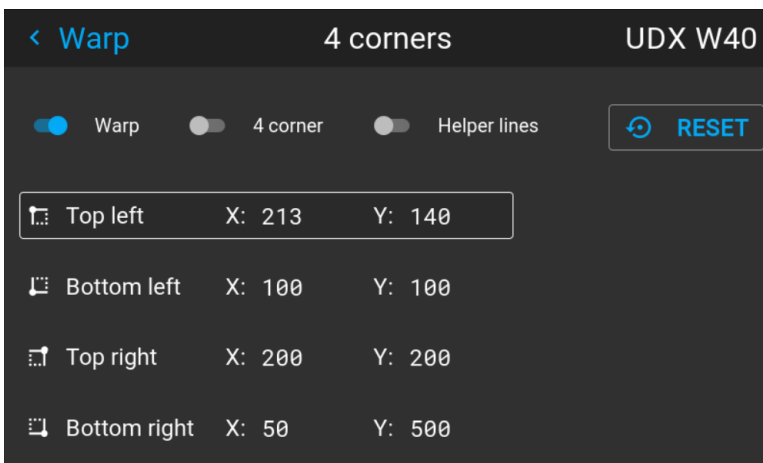 Warp 4 corners UDX W40
Warp 4 corner Helper lines RESET
Top left X: 213 Y: 140
Bottom left X: 100 Y: 100
Top right X: 200 Y: 200
Bottom right X: 50 Y: 500